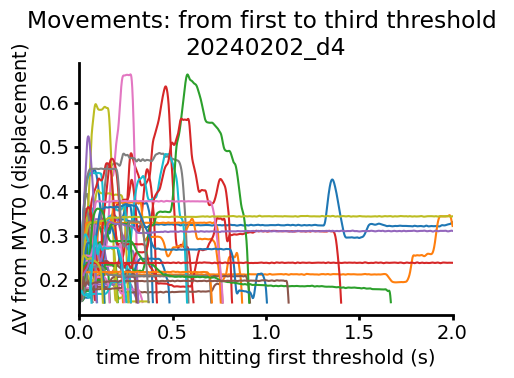 Movements: from first to third threshold
20240202_d4
ΔV from MVT0 (displacement)
0.6
0.5
0.4
0.3
0.2
0.0
0.5
1.0
1.5
2.0
time from hitting first threshold (s)